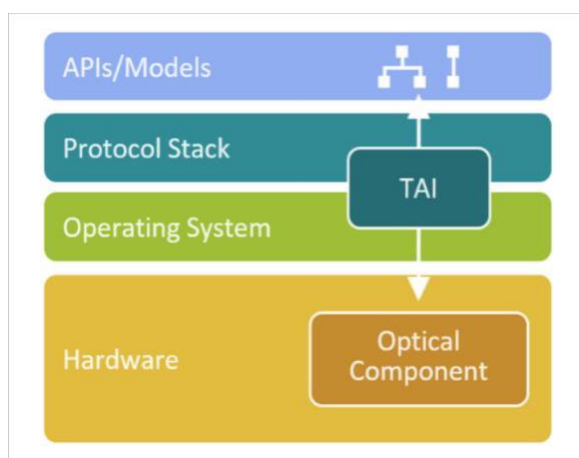 APIs/Models
Protocol Stack
TAI
Operating System
Hardware
Optical
Component